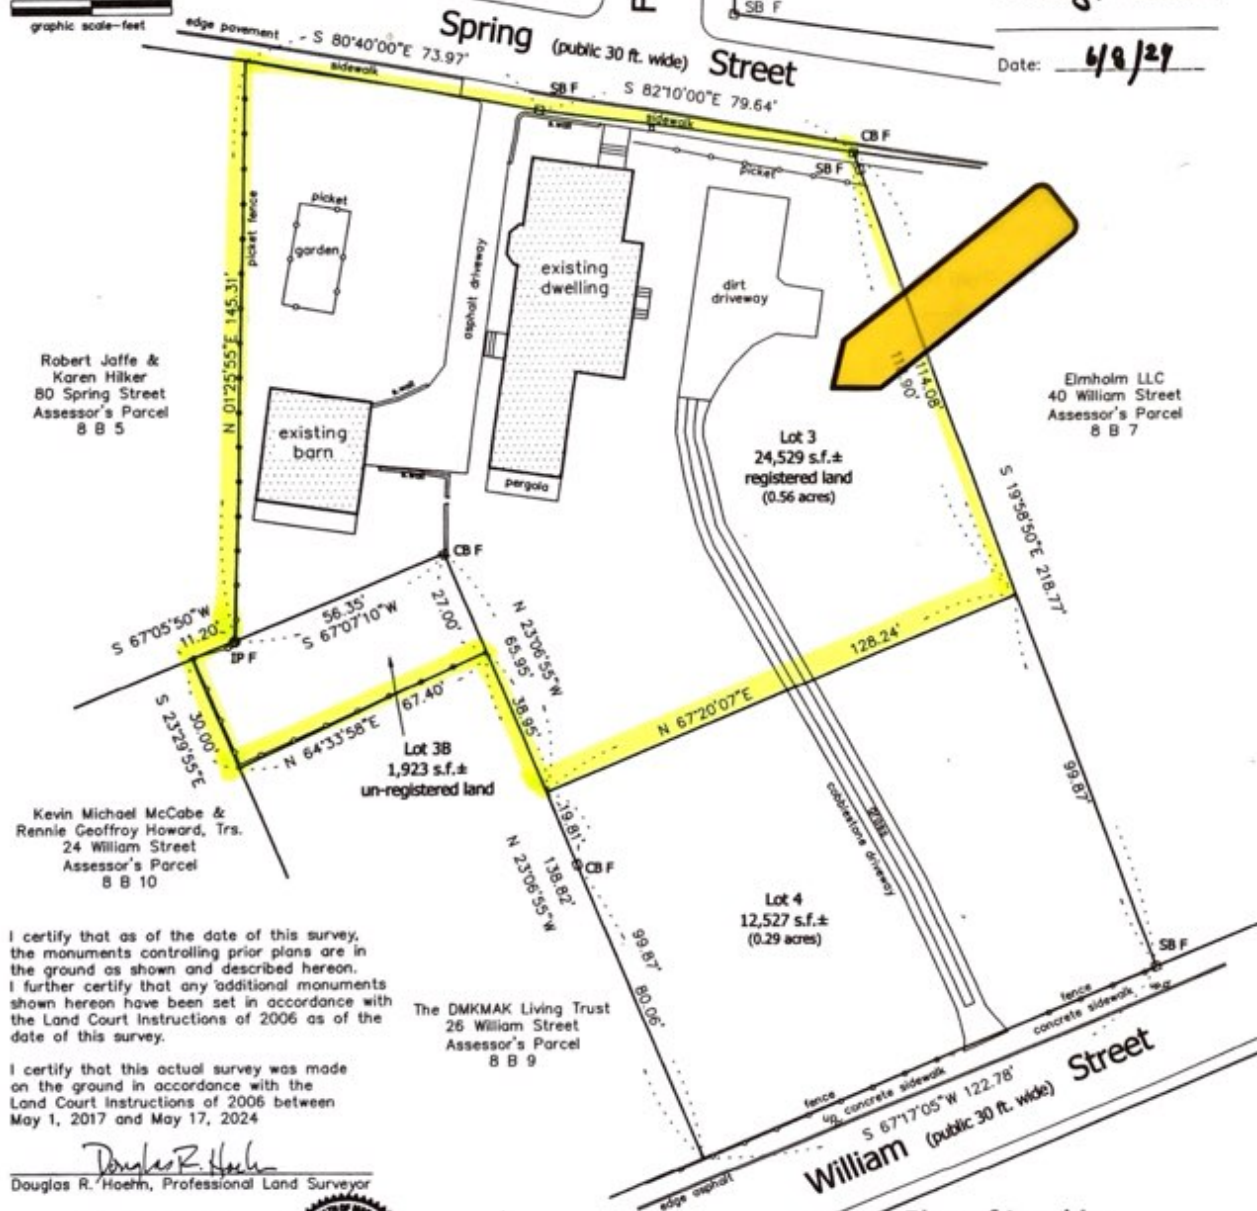 graphic scale-feet
edge pavement
S 80°40'00"E 73.97'
sidewalk
Spring (public 30 ft. wide) Street
SB F
Date: 6/8/24
SB F
S 82°10'00"E 79.64'
sidewalk
CB F
s.wall
picket
SB F
picket fence
N 01°25'55"E 145.31'
picket
garden
asphalt driveway
existing
dwelling
dirt
driveway
114.08'
Robert Jaffe &
Karen Hilker
80 Spring Street
Assessor's Parcel
8 B 5
Elmholm LLC
40 William Street
Assessor's Parcel
8 B 7
s.wall
existing
barn
s.wall
pergola
Lot 3
24,529 s.f.±
registered land
(0.56 acres)
S 19°58'50"E 218.77'
CB F
S 67°05'50"W
11.20'
56.35'
S 67°07'10"W
27.00'
N 23°06'55"W
65.95'
IP F
128.24'
N 67°20'07"E
38.95'
30.00'
S 23°29'55"E
67.40'
N 64°33'58"E
Lot 3B
1,923 s.f.±
un-registered land
99.87'
19.81'
CB F
138.82'
N 23°06'55"W
cobblestone driveway
grass
Kevin Michael McCabe &
Rennie Geoffroy Howard, Trs.
24 William Street
Assessor's Parcel
8 B 10
Lot 4
12,527 s.f.±
(0.29 acres)
99.87'
80.06'
SB F
I certify that as of the date of this survey,
the monuments controlling prior plans are in
the ground as shown and described hereon.
I further certify that any additional monuments
shown hereon have been set in accordance with
the Land Court Instructions of 2006 as of the
date of this survey.
The DMKMAK Living Trust
26 William Street
Assessor's Parcel
8 B 9
fence
concrete sidewalk
I certify that this actual survey was made
on the ground in accordance with the
Land Court Instructions of 2006 between
May 1, 2017 and May 17, 2024
fence
concrete sidewalk
S 67°17'05"W 122.78'
William (public 30 ft. wide) Street
edge asphalt
Douglas R. Hoehn
Douglas R. Hoehn, Professional Land Surveyor